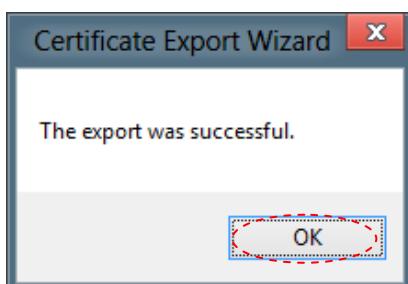 Certificate Export Wizard
The export was successful.
OK